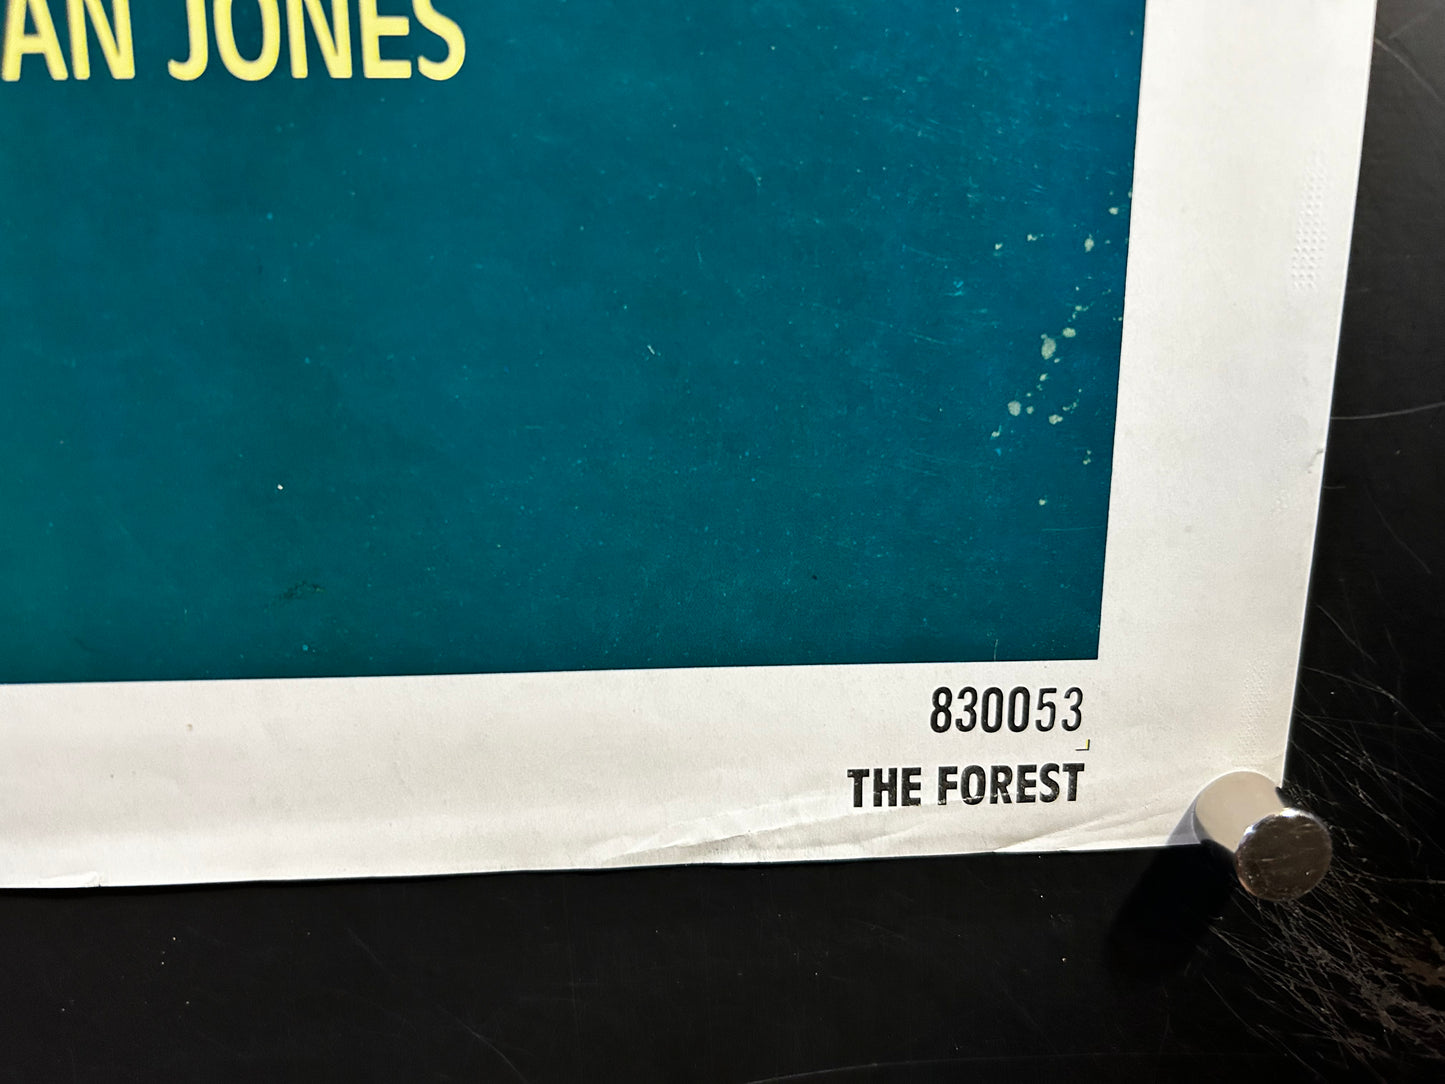 AN JONES
830053
THE FOREST